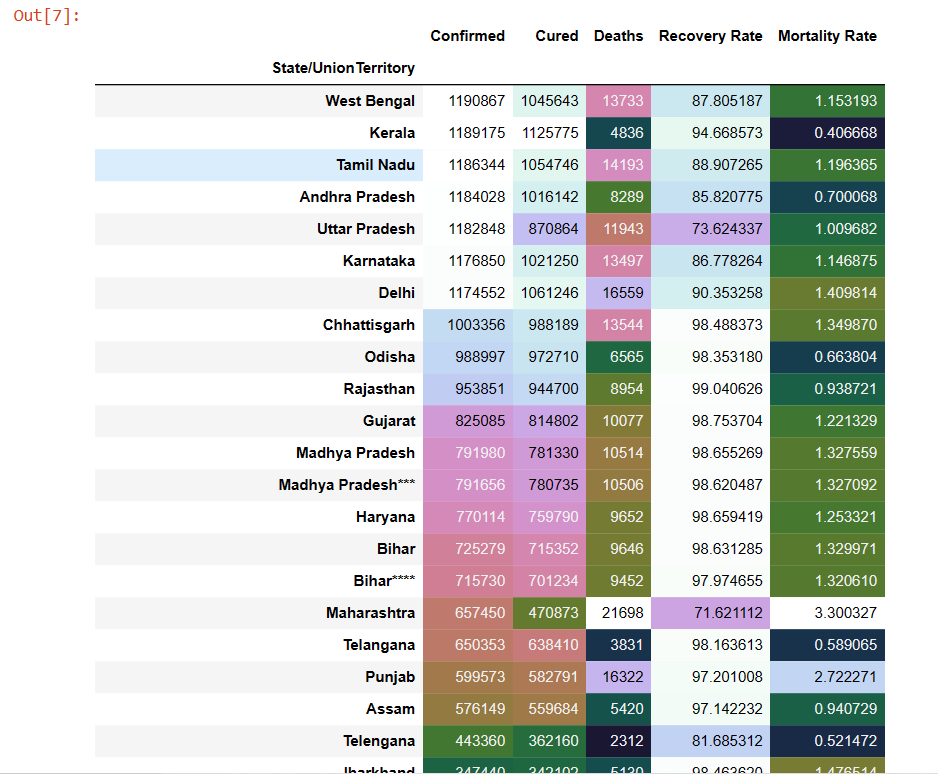 Out[7]:
Confirmed Cured Deaths Recovery Rate Mortality Rate
State/UnionTerritory
West Bengal 1190867 1045643 13733 87.805187 1.153193
Kerala 1189175 1125775 4836 94.668573 0.406668
Tamil Nadu 1186344 1054746 14193 88.907265 1.196365
Andhra Pradesh 1184028 1016142 8289 85.820775 0.700068
Uttar Pradesh 1182848 870864 11943 73.624337 1.009682
Karnataka 1176850 1021250 13497 86.778264 1.146875
Delhi 1174552 1061246 16559 90.353258 1.409814
Chhattisgarh 1003356 988189 13544 98.488373 1.349870
Odisha 988997 972710 6565 98.353180 0.663804
Rajasthan 953851 944700 8954 99.040626 0.938721
Gujarat 825085 814802 10077 98.753704 1.221329
Madhya Pradesh 791980 781330 10514 98.655269 1.327559
Madhya Pradesh*** 791656 780735 10506 98.620487 1.327092
Haryana 770114 759790 9652 98.659419 1.253321
Bihar 725279 715352 9646 98.631285 1.329971
Bihar**** 715730 701234 9452 97.974655 1.320610
Maharashtra 657450 470873 21698 71.621112 3.300327
Telangana 650353 638410 3831 98.163613 0.589065
Punjab 599573 582791 16322 97.201008 2.722271
Assam 576149 559684 5420 97.142232 0.940729
Telengana 443360 362160 2312 81.685312 0.521472
Jharkhand 347440 342102 5130 98.463620 1.476514